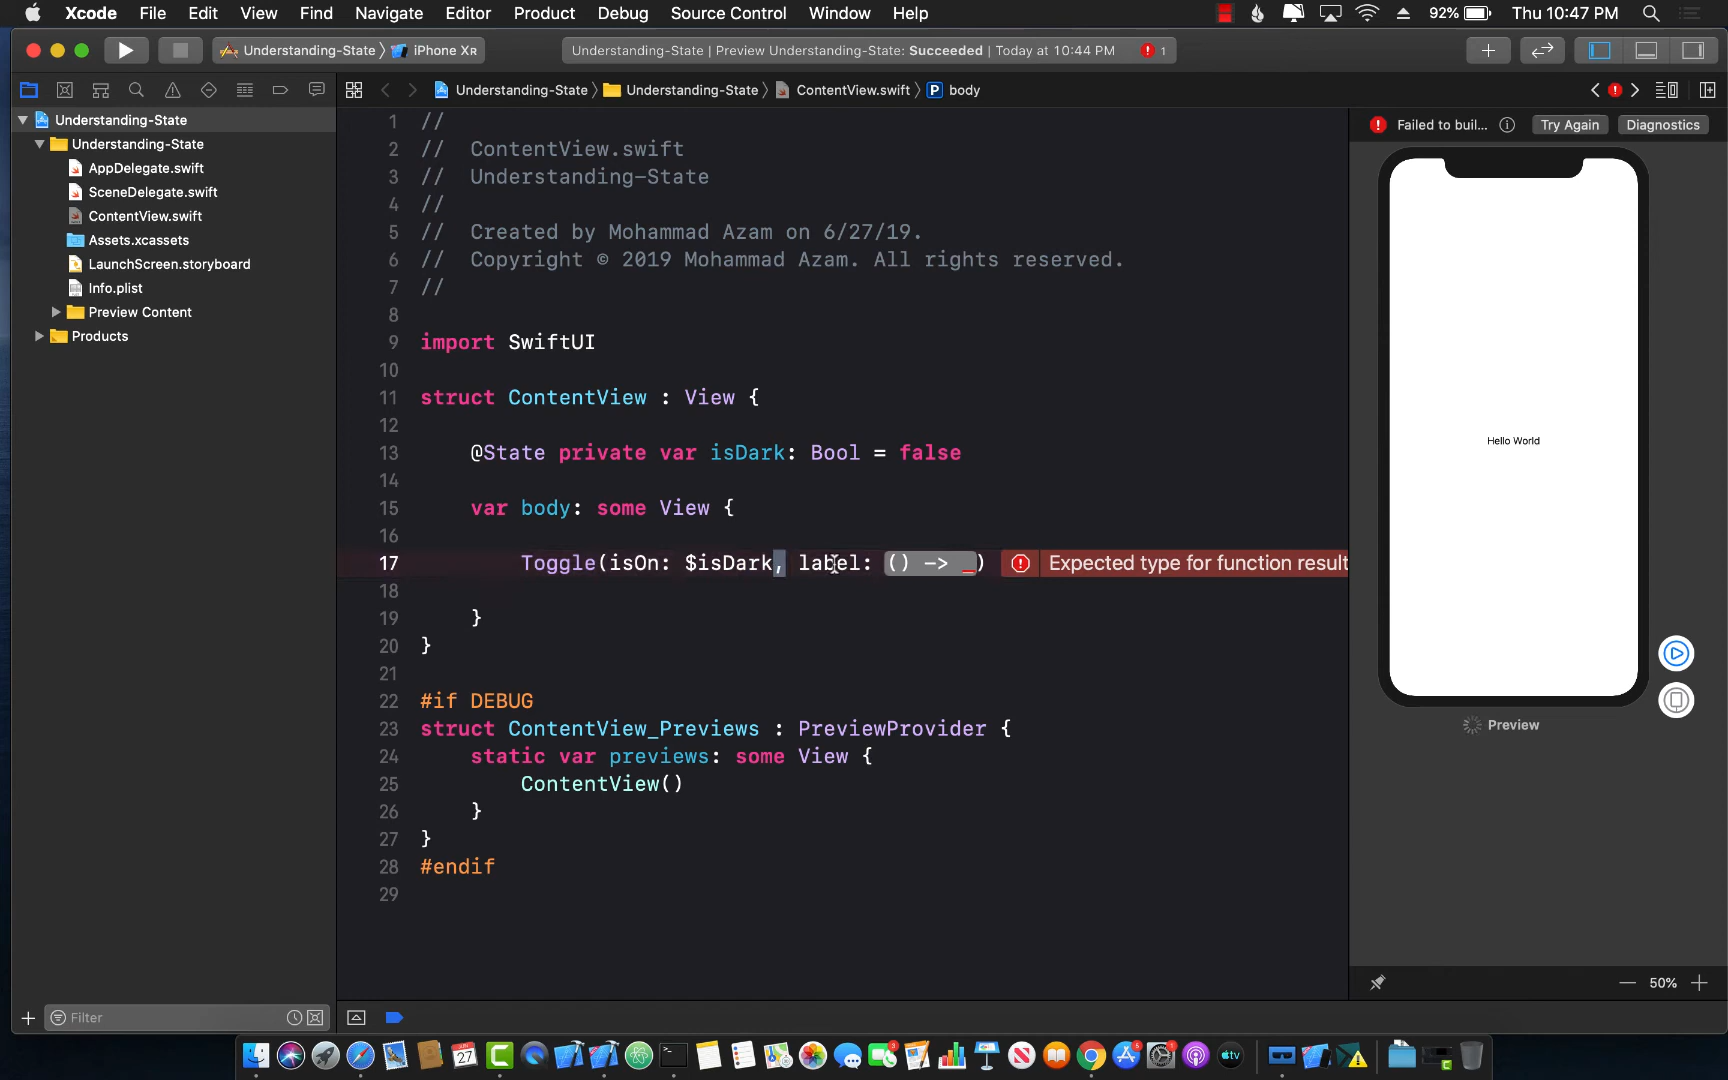 Xcode File Edit View Find Navigate Editor Product Debug Source Control Window Help 92% Thu 10:47 PM
Understanding-State iPhone XR Understanding-State | Preview Understanding-State: Succeeded | Today at 10:44 PM 1
Understanding-State Understanding-State ContentView.swift P body
Understanding-State
Understanding-State
AppDelegate.swift
SceneDelegate.swift
ContentView.swift
Assets.xcassets
LaunchScreen.storyboard
Info.plist
Preview Content
Products
Filter
1 //
2 // ContentView.swift
3 // Understanding-State
4 //
5 // Created by Mohammad Azam on 6/27/19.
6 // Copyright © 2019 Mohammad Azam. All rights reserved.
7 //
8
9 import SwiftUI
10
11 struct ContentView : View {
12
13 @State private var isDark: Bool = false
14
15 var body: some View {
16
17 Toggle(isOn: $isDark, label: () -> _) Expected type for function result
18
19 }
20 }
21
22 #if DEBUG
23 struct ContentView_Previews : PreviewProvider {
24 static var previews: some View {
25 ContentView()
26 }
27 }
28 #endif
29
Failed to buil... Try Again Diagnostics
Hello World
Preview
50%
JUN
27
3
5
1
tv